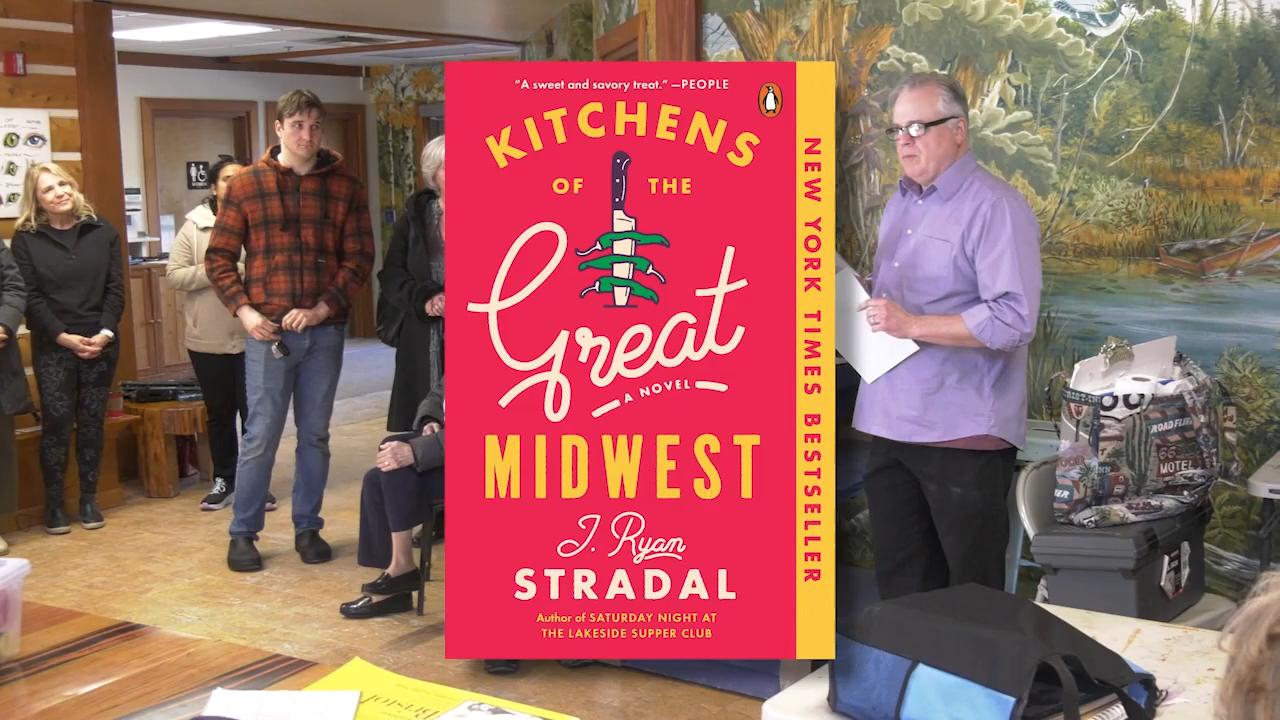 "A sweet and savory treat." —PEOPLE
KITCHENS
OF THE
Great
A NOVEL
MIDWEST
J. Ryan
STRADAL
Author of SATURDAY NIGHT AT
THE LAKESIDE SUPPER CLUB
NEW YORK TIMES BESTSELLER
ROAD
66
MOTEL
Bristol